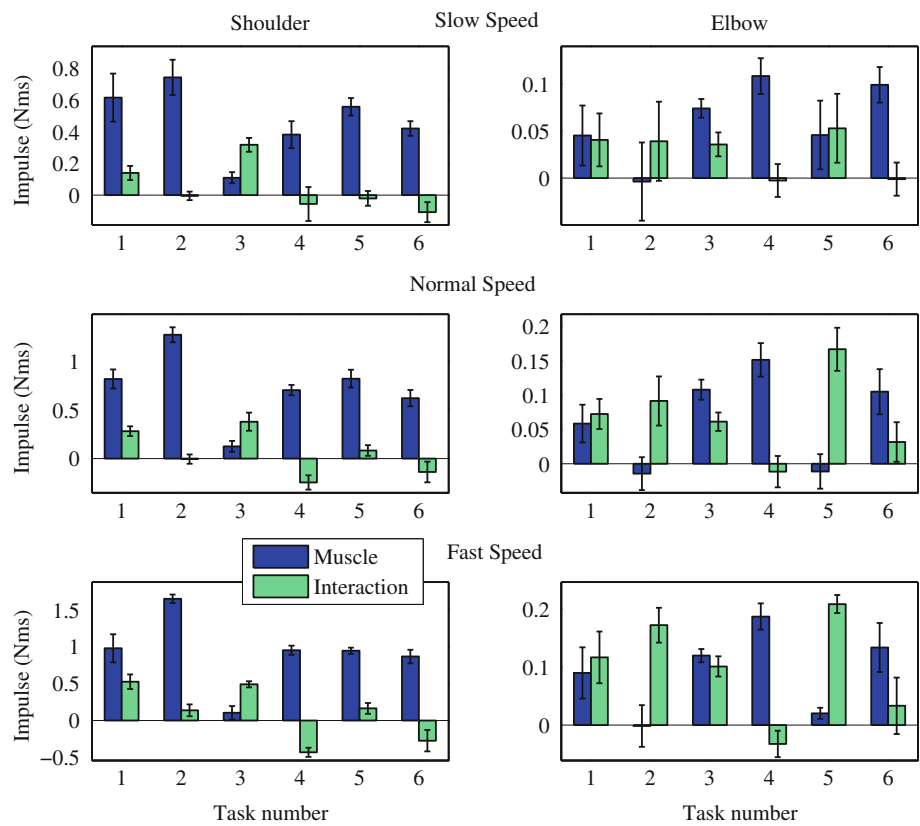 Slow Speed
Shoulder
Elbow
Impulse (Nms)
0.8
0.6
0.4
0.2
0
1 2 3 4 5 6
0.1
0.05
0
1 2 3 4 5 6
Normal Speed
Impulse (Nms)
1
0.5
0
1 2 3 4 5 6
0.2
0.15
0.1
0.05
0
1 2 3 4 5 6
Fast Speed
Muscle
Interaction
Impulse (Nms)
1.5
1
0.5
0
−0.5
1 2 3 4 5 6
Task number
0.2
0.1
0
1 2 3 4 5 6
Task number